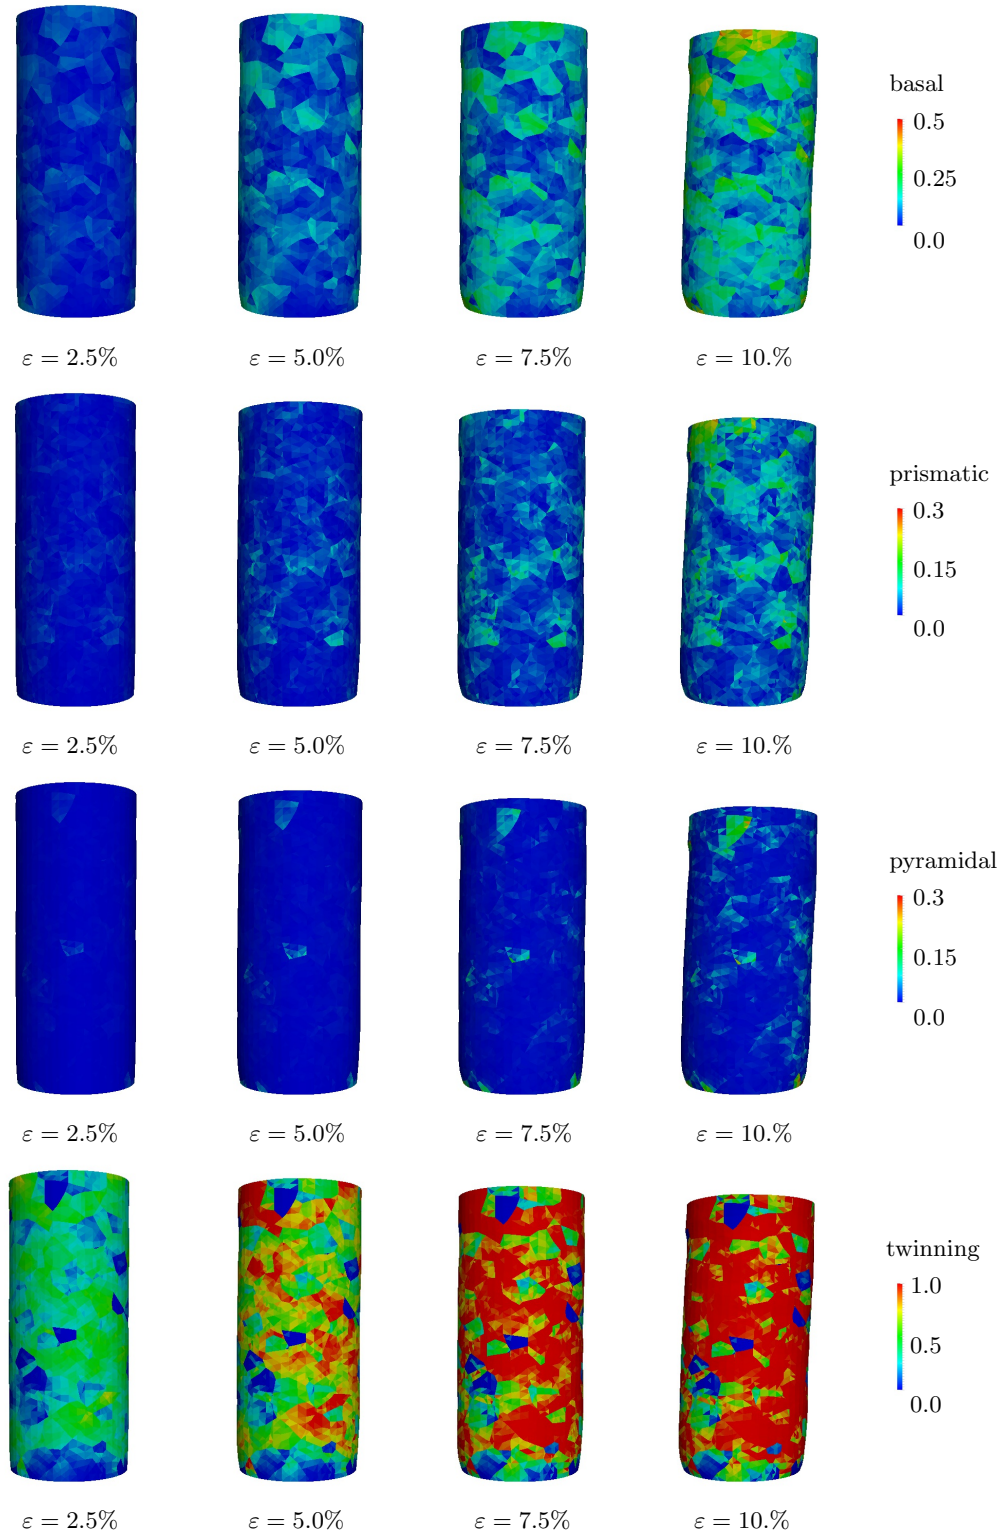 basal
0.5
0.25
0.0
ε = 2.5% ε = 5.0% ε = 7.5% ε = 10.%
prismatic
0.3
0.15
0.0
ε = 2.5% ε = 5.0% ε = 7.5% ε = 10.%
pyramidal
0.3
0.15
0.0
ε = 2.5% ε = 5.0% ε = 7.5% ε = 10.%
twinning
1.0
0.5
0.0
ε = 2.5% ε = 5.0% ε = 7.5% ε = 10.%